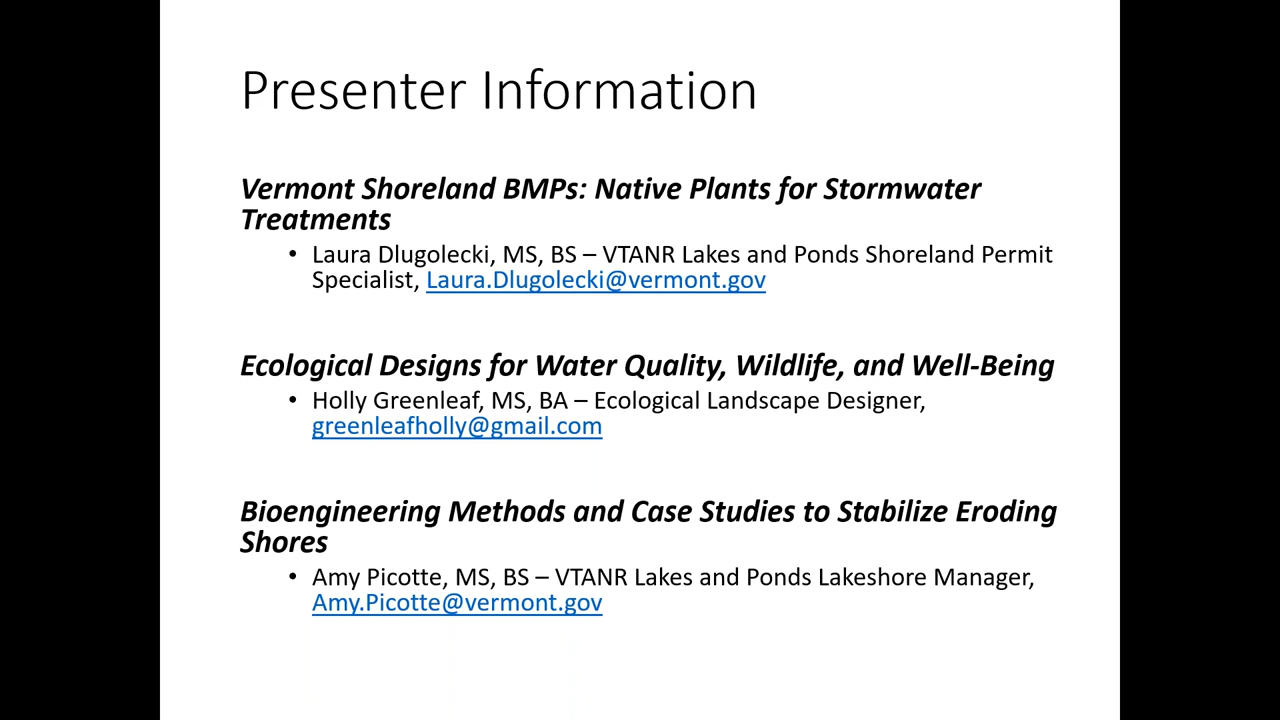 Presenter Information
Vermont Shoreland BMPs: Native Plants for Stormwater
Treatments
• Laura Dlugolecki, MS, BS – VTANR Lakes and Ponds Shoreland Permit
Specialist, Laura.Dlugolecki@vermont.gov
Ecological Designs for Water Quality, Wildlife, and Well-Being
• Holly Greenleaf, MS, BA – Ecological Landscape Designer,
greenleafholly@gmail.com
Bioengineering Methods and Case Studies to Stabilize Eroding
Shores
• Amy Picotte, MS, BS – VTANR Lakes and Ponds Lakeshore Manager,
Amy.Picotte@vermont.gov